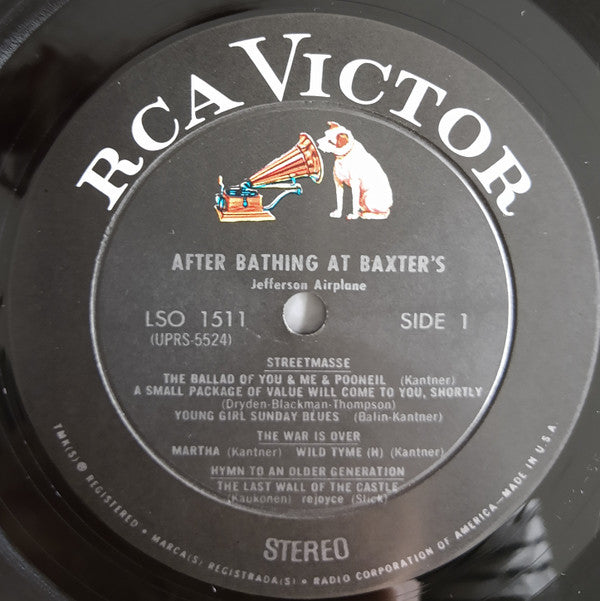 RCA VICTOR
AFTER BATHING AT BAXTER'S
Jefferson Airplane
LSO 1511 SIDE 1
(UPRS-5524)
STREETMASSE
THE BALLAD OF YOU & ME & POONEIL (Kantner)
A SMALL PACKAGE OF VALUE WILL COME TO YOU, SHORTLY
(Dryden-Blackman-Thompson)
YOUNG GIRL SUNDAY BLUES (Balin-Kantner)
THE WAR IS OVER
MARTHA (Kantner) WILD TYME (H) (Kantner)
HYMN TO AN OLDER GENERATION
THE LAST WALL OF THE CASTLE
(Kaukonen) rejoyce (Slick)
STEREO
TMK(S) ® REGISTERED • MARCA(S) REGISTRADA(S) • RADIO CORPORATION OF AMERICA—MADE IN U.S.A.